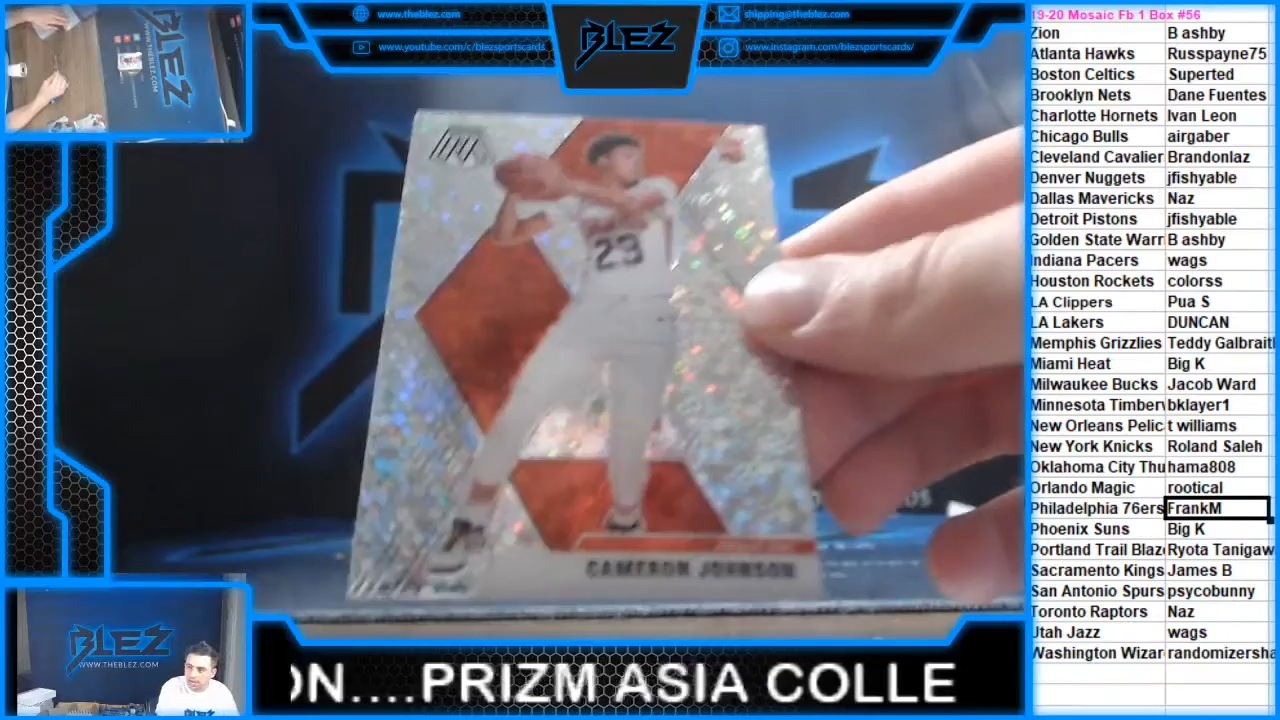 www.theblez.com
www.youtube.com/c/blezsportscards
BLEZ
shipping@theblez.com
www.instagram.com/blezsportscards/
BLEZ
23
CAMERON JOHNSON
19-20 Mosaic Fb 1 Box #56
Zion B ashby
Atlanta Hawks Russpayne75
Boston Celtics Superted
Brooklyn Nets Dane Fuentes
Charlotte Hornets Ivan Leon
Chicago Bulls airgaber
Cleveland Cavalier Brandonlaz
Denver Nuggets jfishyable
Dallas Mavericks Naz
Detroit Pistons jfishyable
Golden State Warr B ashby
Indiana Pacers wags
Houston Rockets colorss
LA Clippers Pua S
LA Lakers DUNCAN
Memphis Grizzlies Teddy Galbrait
Miami Heat Big K
Milwaukee Bucks Jacob Ward
Minnesota Timberv bklayer1
New Orleans Pelic t williams
New York Knicks Roland Saleh
Oklahoma City Thu hama808
Orlando Magic rootical
Philadelphia 76ers FrankM
Phoenix Suns Big K
Portland Trail Blaz Ryota Tanigaw
Sacramento Kings James B
San Antonio Spurs psycobunny
Toronto Raptors Naz
Utah Jazz wags
Washington Wizar randomizersha
BLEZ
WWW.THEBLEZ.COM
ON....PRIZM ASIA COLLE